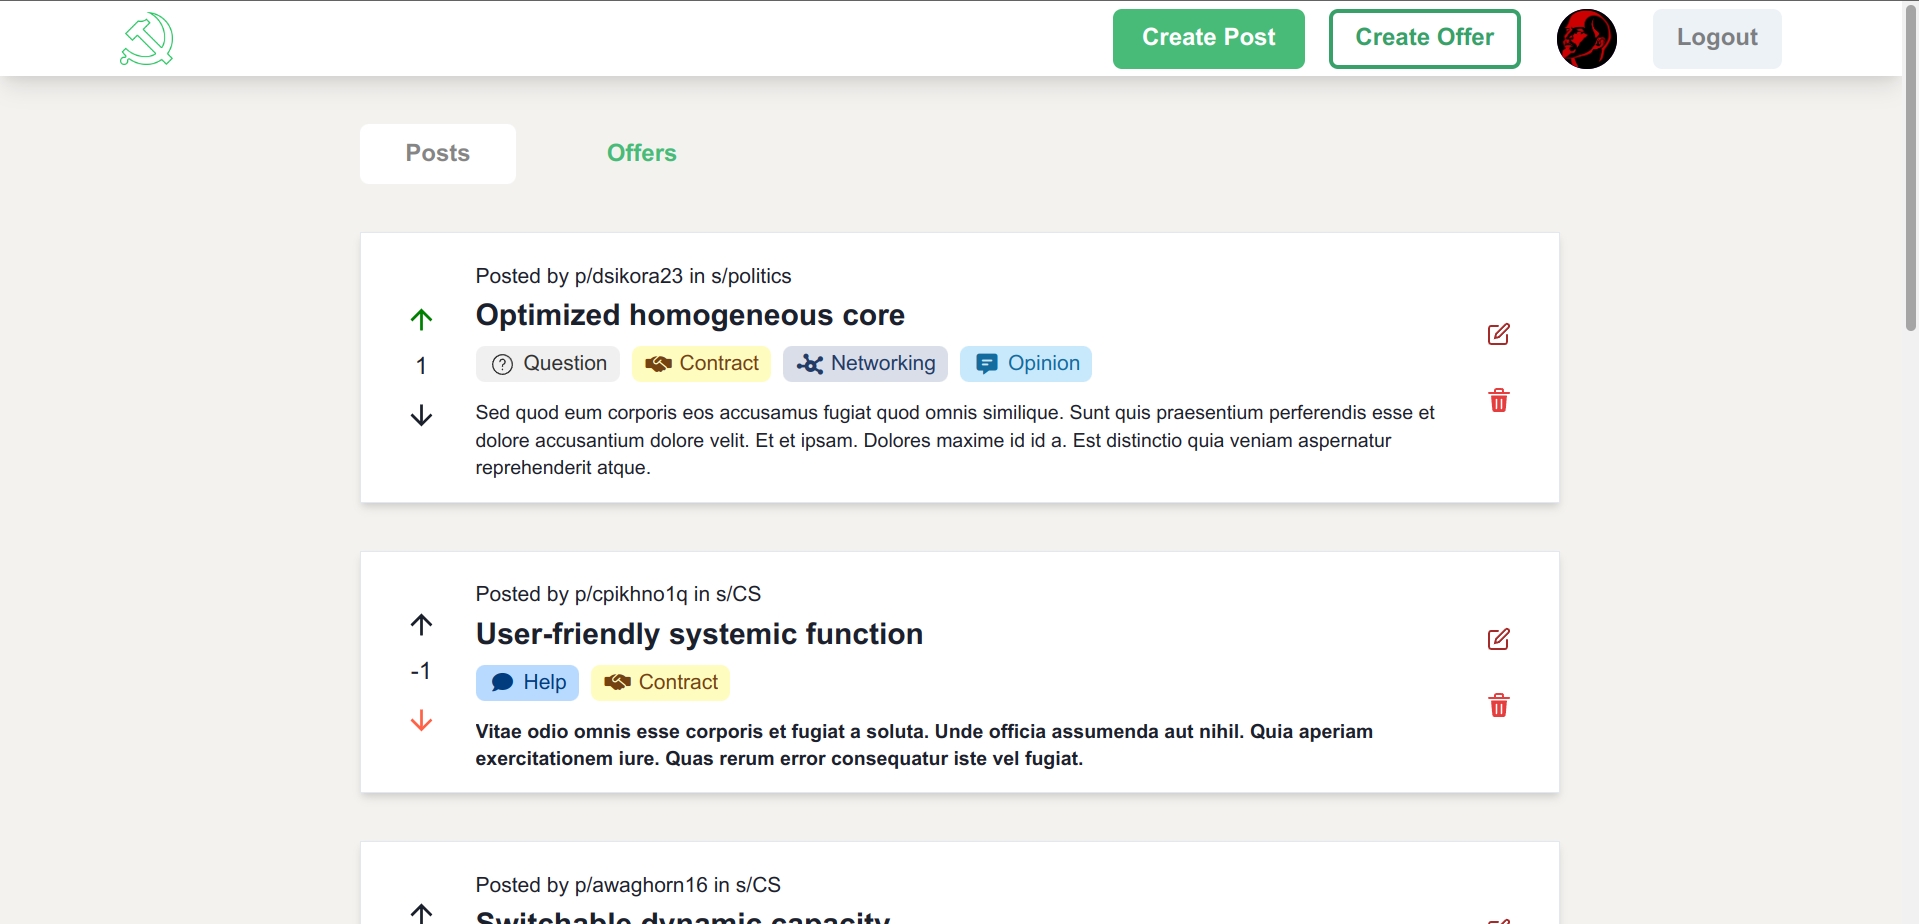 Create Post
Create Offer
Logout
Posts
Offers
Posted by p/dsikora23 in s/politics
Optimized homogeneous core
1
Question
Contract
Networking
Opinion
Sed quod eum corporis eos accusamus fugiat quod omnis similique. Sunt quis praesentium perferendis esse et
dolore accusantium dolore velit. Et et ipsam. Dolores maxime id id a. Est distinctio quia veniam aspernatur
reprehenderit atque.
Posted by p/cpikhno1q in s/CS
User-friendly systemic function
-1
Help
Contract
Vitae odio omnis esse corporis et fugiat a soluta. Unde officia assumenda aut nihil. Quia aperiam
exercitationem iure. Quas rerum error consequatur iste vel fugiat.
Posted by p/awaghorn16 in s/CS
Switchable dynamic capacity